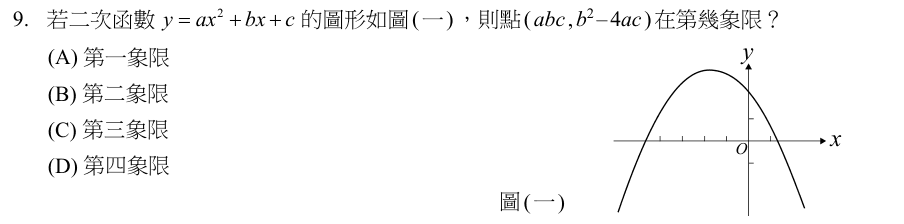 9. 若二次函數 y = ax² + bx + c 的圖形如圖(一)，則點(abc, b²–4ac)在第幾象限？
(A) 第一象限
(B) 第二象限
(C) 第三象限
(D) 第四象限
y
x
O
圖(一)